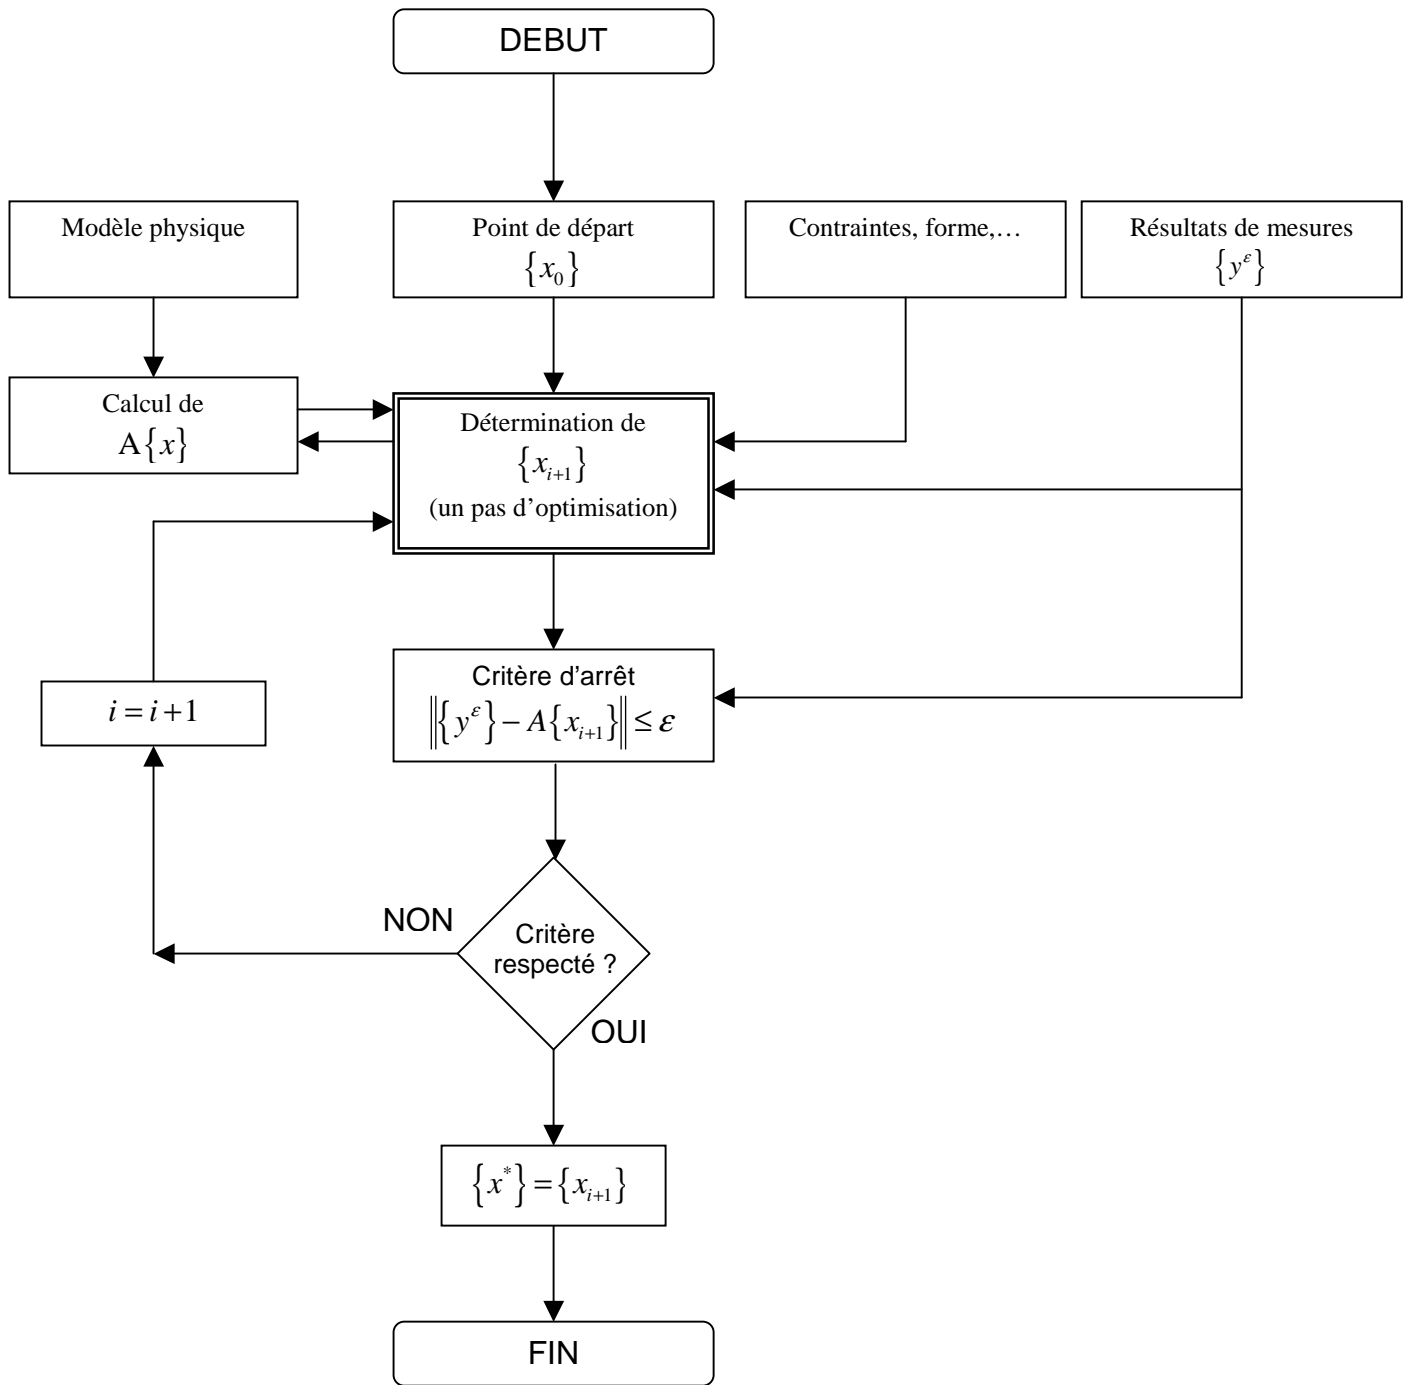 DEBUT
Modèle physique
Point de départ
{x₀}
Contraintes, forme,…
Résultats de mesures
{y^ε}
Calcul de
A{x}
Détermination de
{x_{i+1}}
(un pas d’optimisation)
i = i+1
Critère d'arrêt
‖{y^ε} − A{x_{i+1}}‖ ≤ ε
NON
Critère
respecté ?
OUI
{x^*} = {x_{i+1}}
FIN